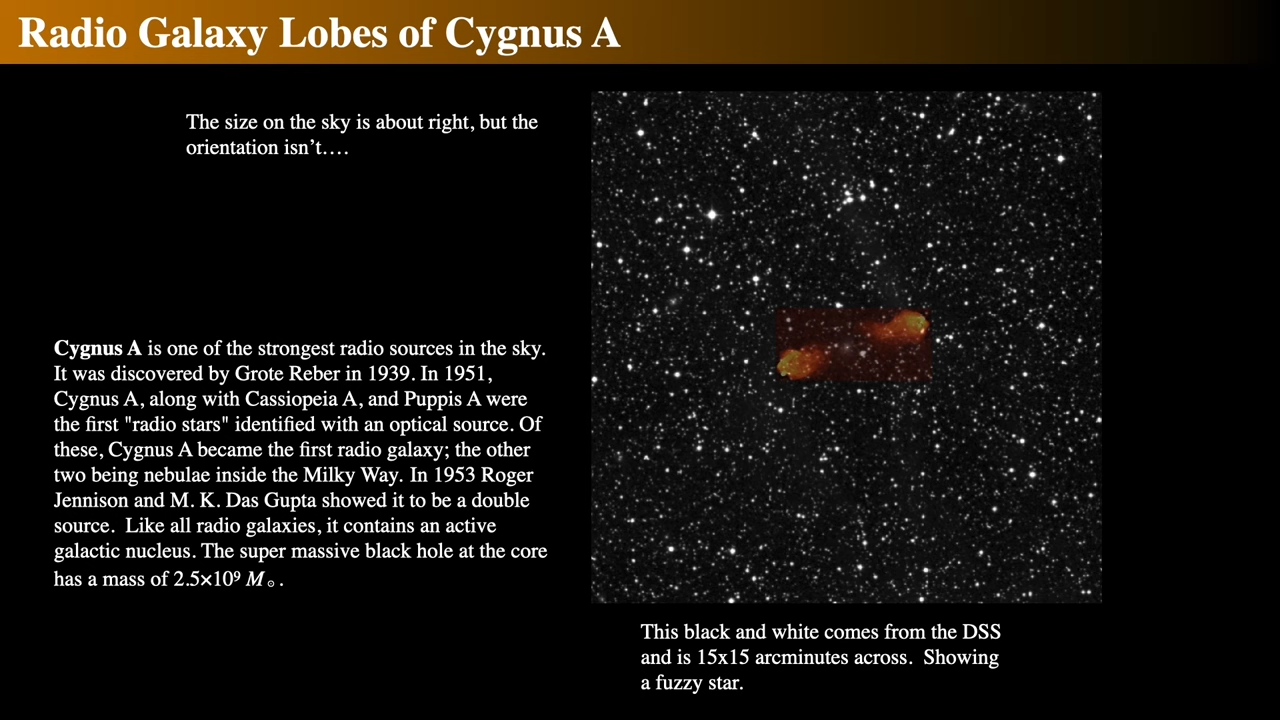 Radio Galaxy Lobes of Cygnus A
The size on the sky is about right, but the
orientation isn’t….
Cygnus A is one of the strongest radio sources in the sky.
It was discovered by Grote Reber in 1939. In 1951,
Cygnus A, along with Cassiopeia A, and Puppis A were
the first "radio stars" identified with an optical source. Of
these, Cygnus A became the first radio galaxy; the other
two being nebulae inside the Milky Way. In 1953 Roger
Jennison and M. K. Das Gupta showed it to be a double
source.  Like all radio galaxies, it contains an active
galactic nucleus. The super massive black hole at the core
has a mass of 2.5×10⁹ M☉.
This black and white comes from the DSS
and is 15x15 arcminutes across.  Showing
a fuzzy star.